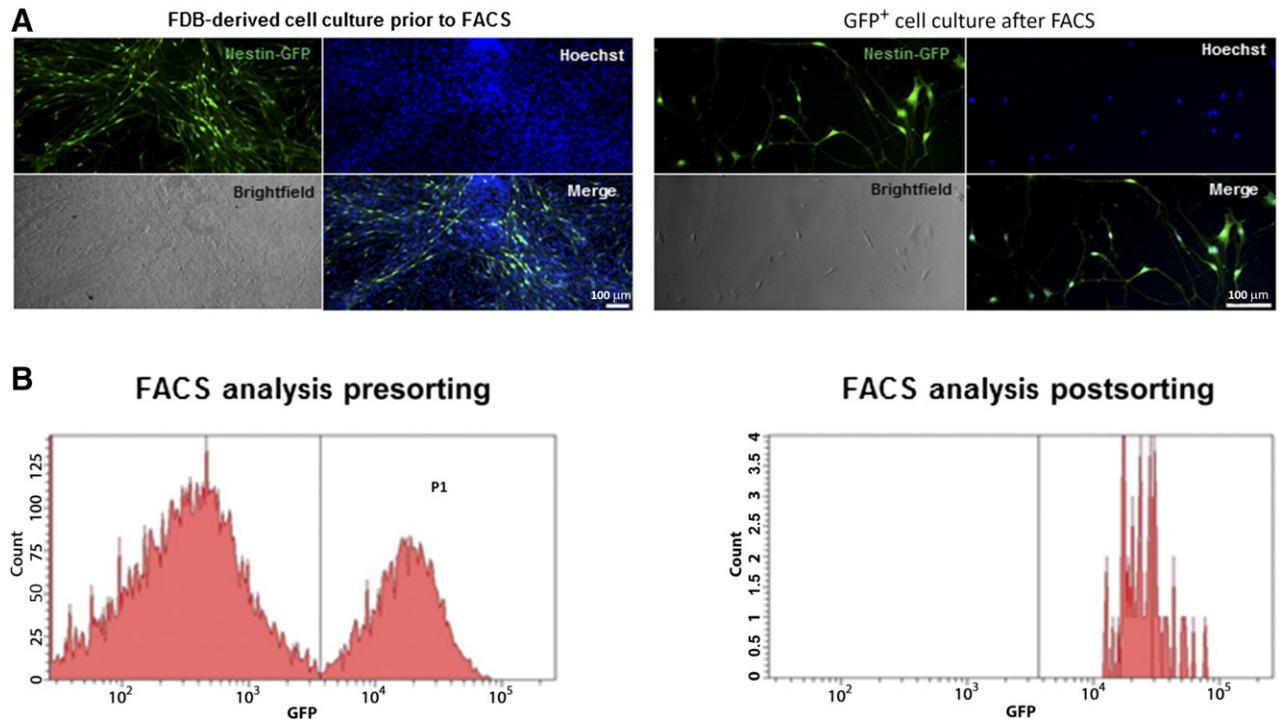 A
FDB-derived cell culture prior to FACS
GFP+ cell culture after FACS
Nestin-GFP
Hoechst
Nestin-GFP
Hoechst
Brightfield
Merge
Brightfield
Merge
100 µm
100 µm
B
FACS analysis presorting
FACS analysis postsorting
P1
Count
0
25
50
75
100
125
10²
10³
10⁴
10⁵
GFP
Count
0
0.5
1
1.5
2
2.5
3
3.5
4
10²
10³
10⁴
10⁵
GFP